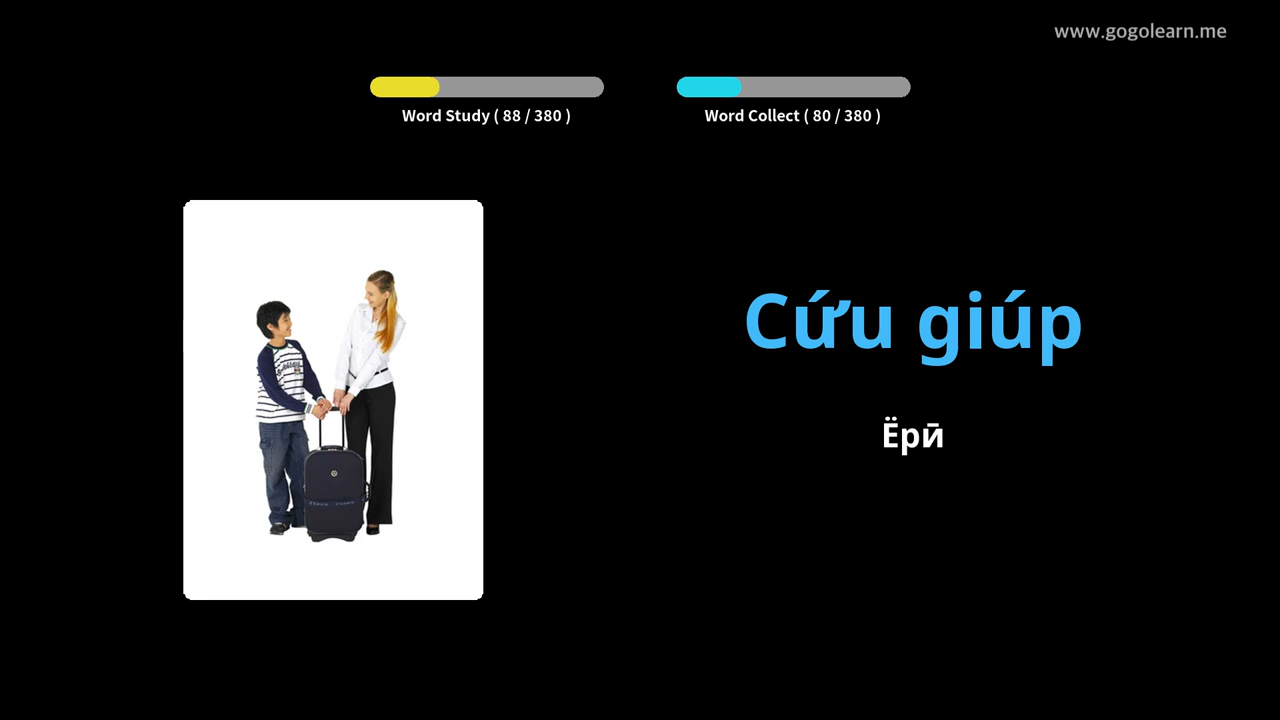 www.gogolearn.me
Word Study ( 88 / 380 )
Word Collect ( 80 / 380 )
Cứu giúp
Ёрӣ